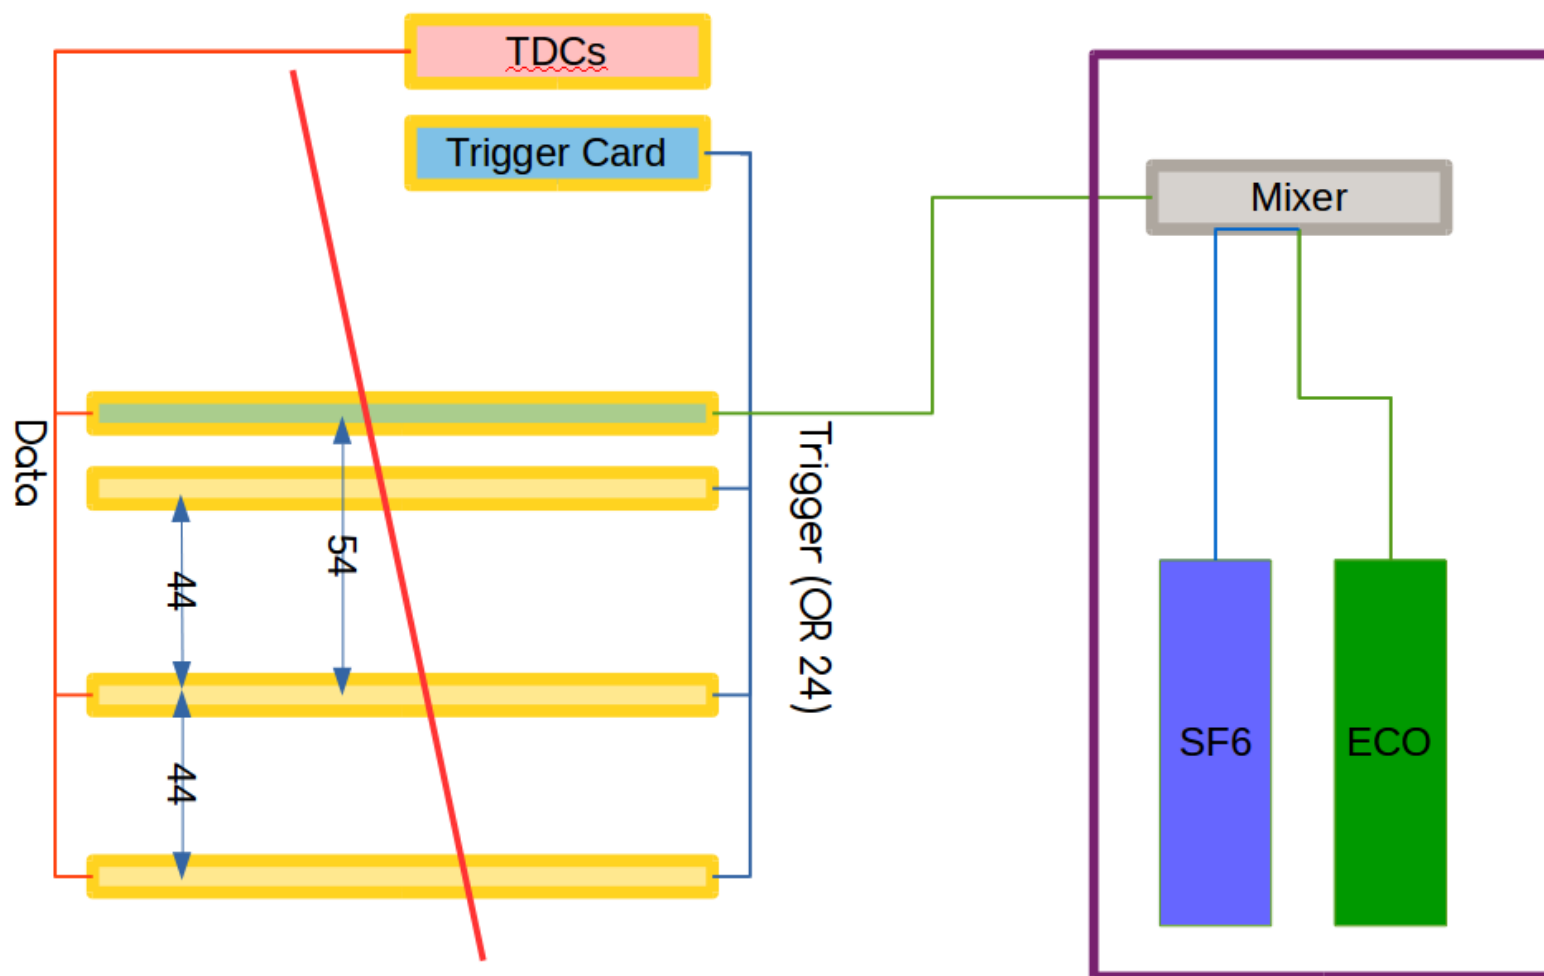 TDCs
Trigger Card
Mixer
Data
54
44
44
Trigger (OR 24)
SF6
ECO